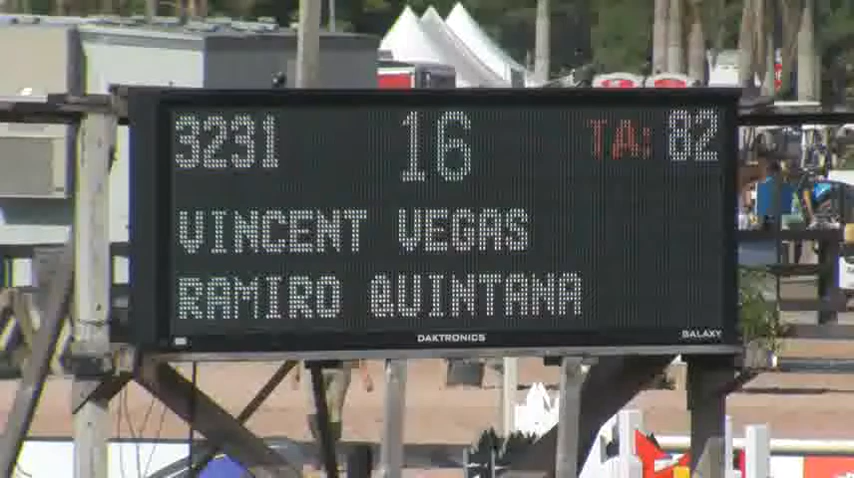 3231 16 TA: 82
VINCENT VEGAS
RAMIRO QUINTANA
DAKTRONICS GALAXY